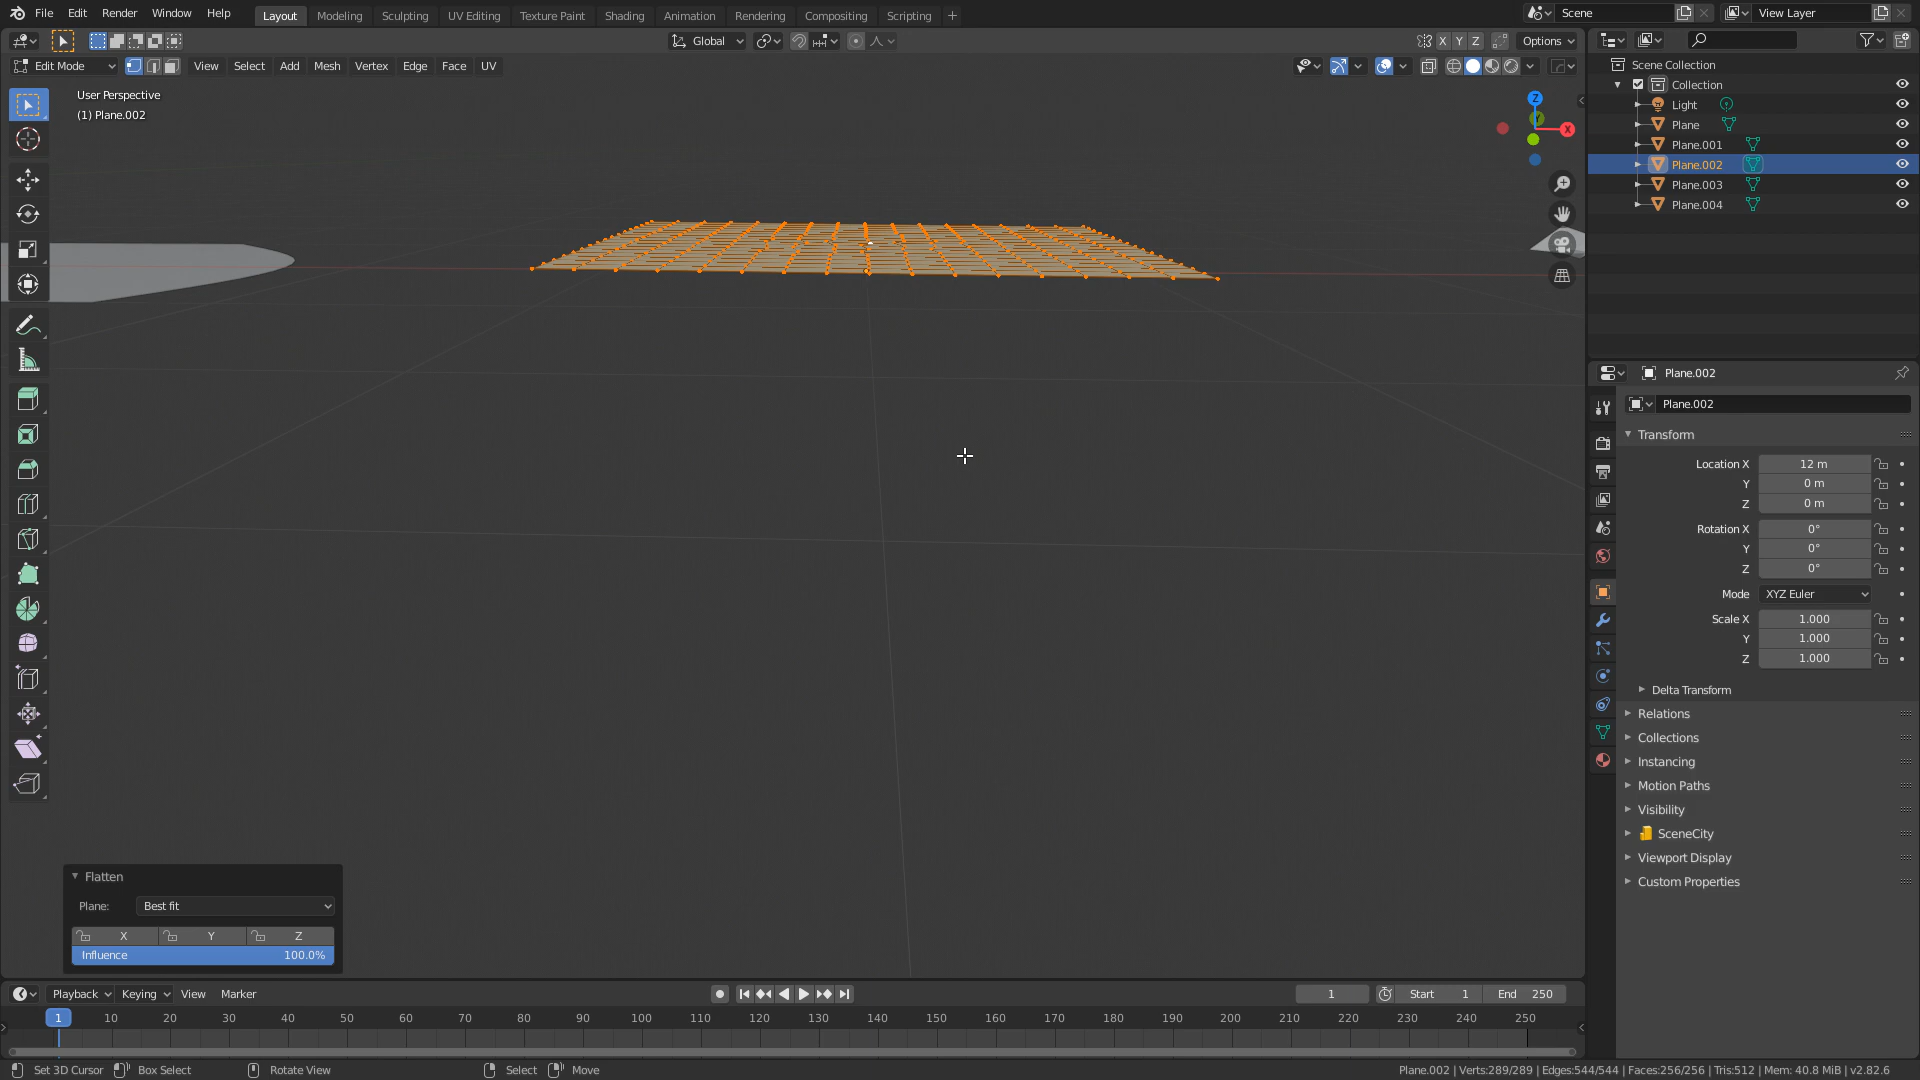 File Edit Render Window Help Layout Modeling Sculpting UV Editing Texture Paint Shading Animation Rendering Compositing Scripting + Scene View Layer
Global X Y Z Options
Edit Mode View Select Add Mesh Vertex Edge Face UV
User Perspective
(1) Plane.002
Z
X
Scene Collection
Collection
Light
Plane
Plane.001
Plane.002
Plane.003
Plane.004
Plane.002
Plane.002
Transform
Location X 12 m
Y 0 m
Z 0 m
Rotation X 0°
Y 0°
Z 0°
Mode XYZ Euler
Scale X 1.000
Y 1.000
Z 1.000
Delta Transform
Relations
Collections
Instancing
Motion Paths
Visibility
SceneCity
Viewport Display
Custom Properties
Flatten
Plane: Best fit
X Y Z
Influence 100.0%
Playback Keying View Marker 1 Start 1 End 250
1 10 20 30 40 50 60 70 80 90 100 110 120 130 140 150 160 170 180 190 200 210 220 230 240 250
Set 3D Cursor Box Select Rotate View Select Move Plane.002 | Verts:289/289 | Edges:544/544 | Faces:256/256 | Tris:512 | Mem: 40.8 MiB | v2.82.6